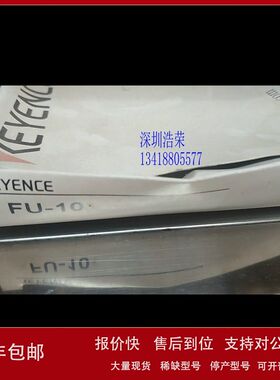 KEYENCE
深圳浩荣
13418805577
KEYENCE
FU-10
FU-10
年包邮
报价快 售后到位 支持对公
大量现货 稀缺型号 停产型号 可开